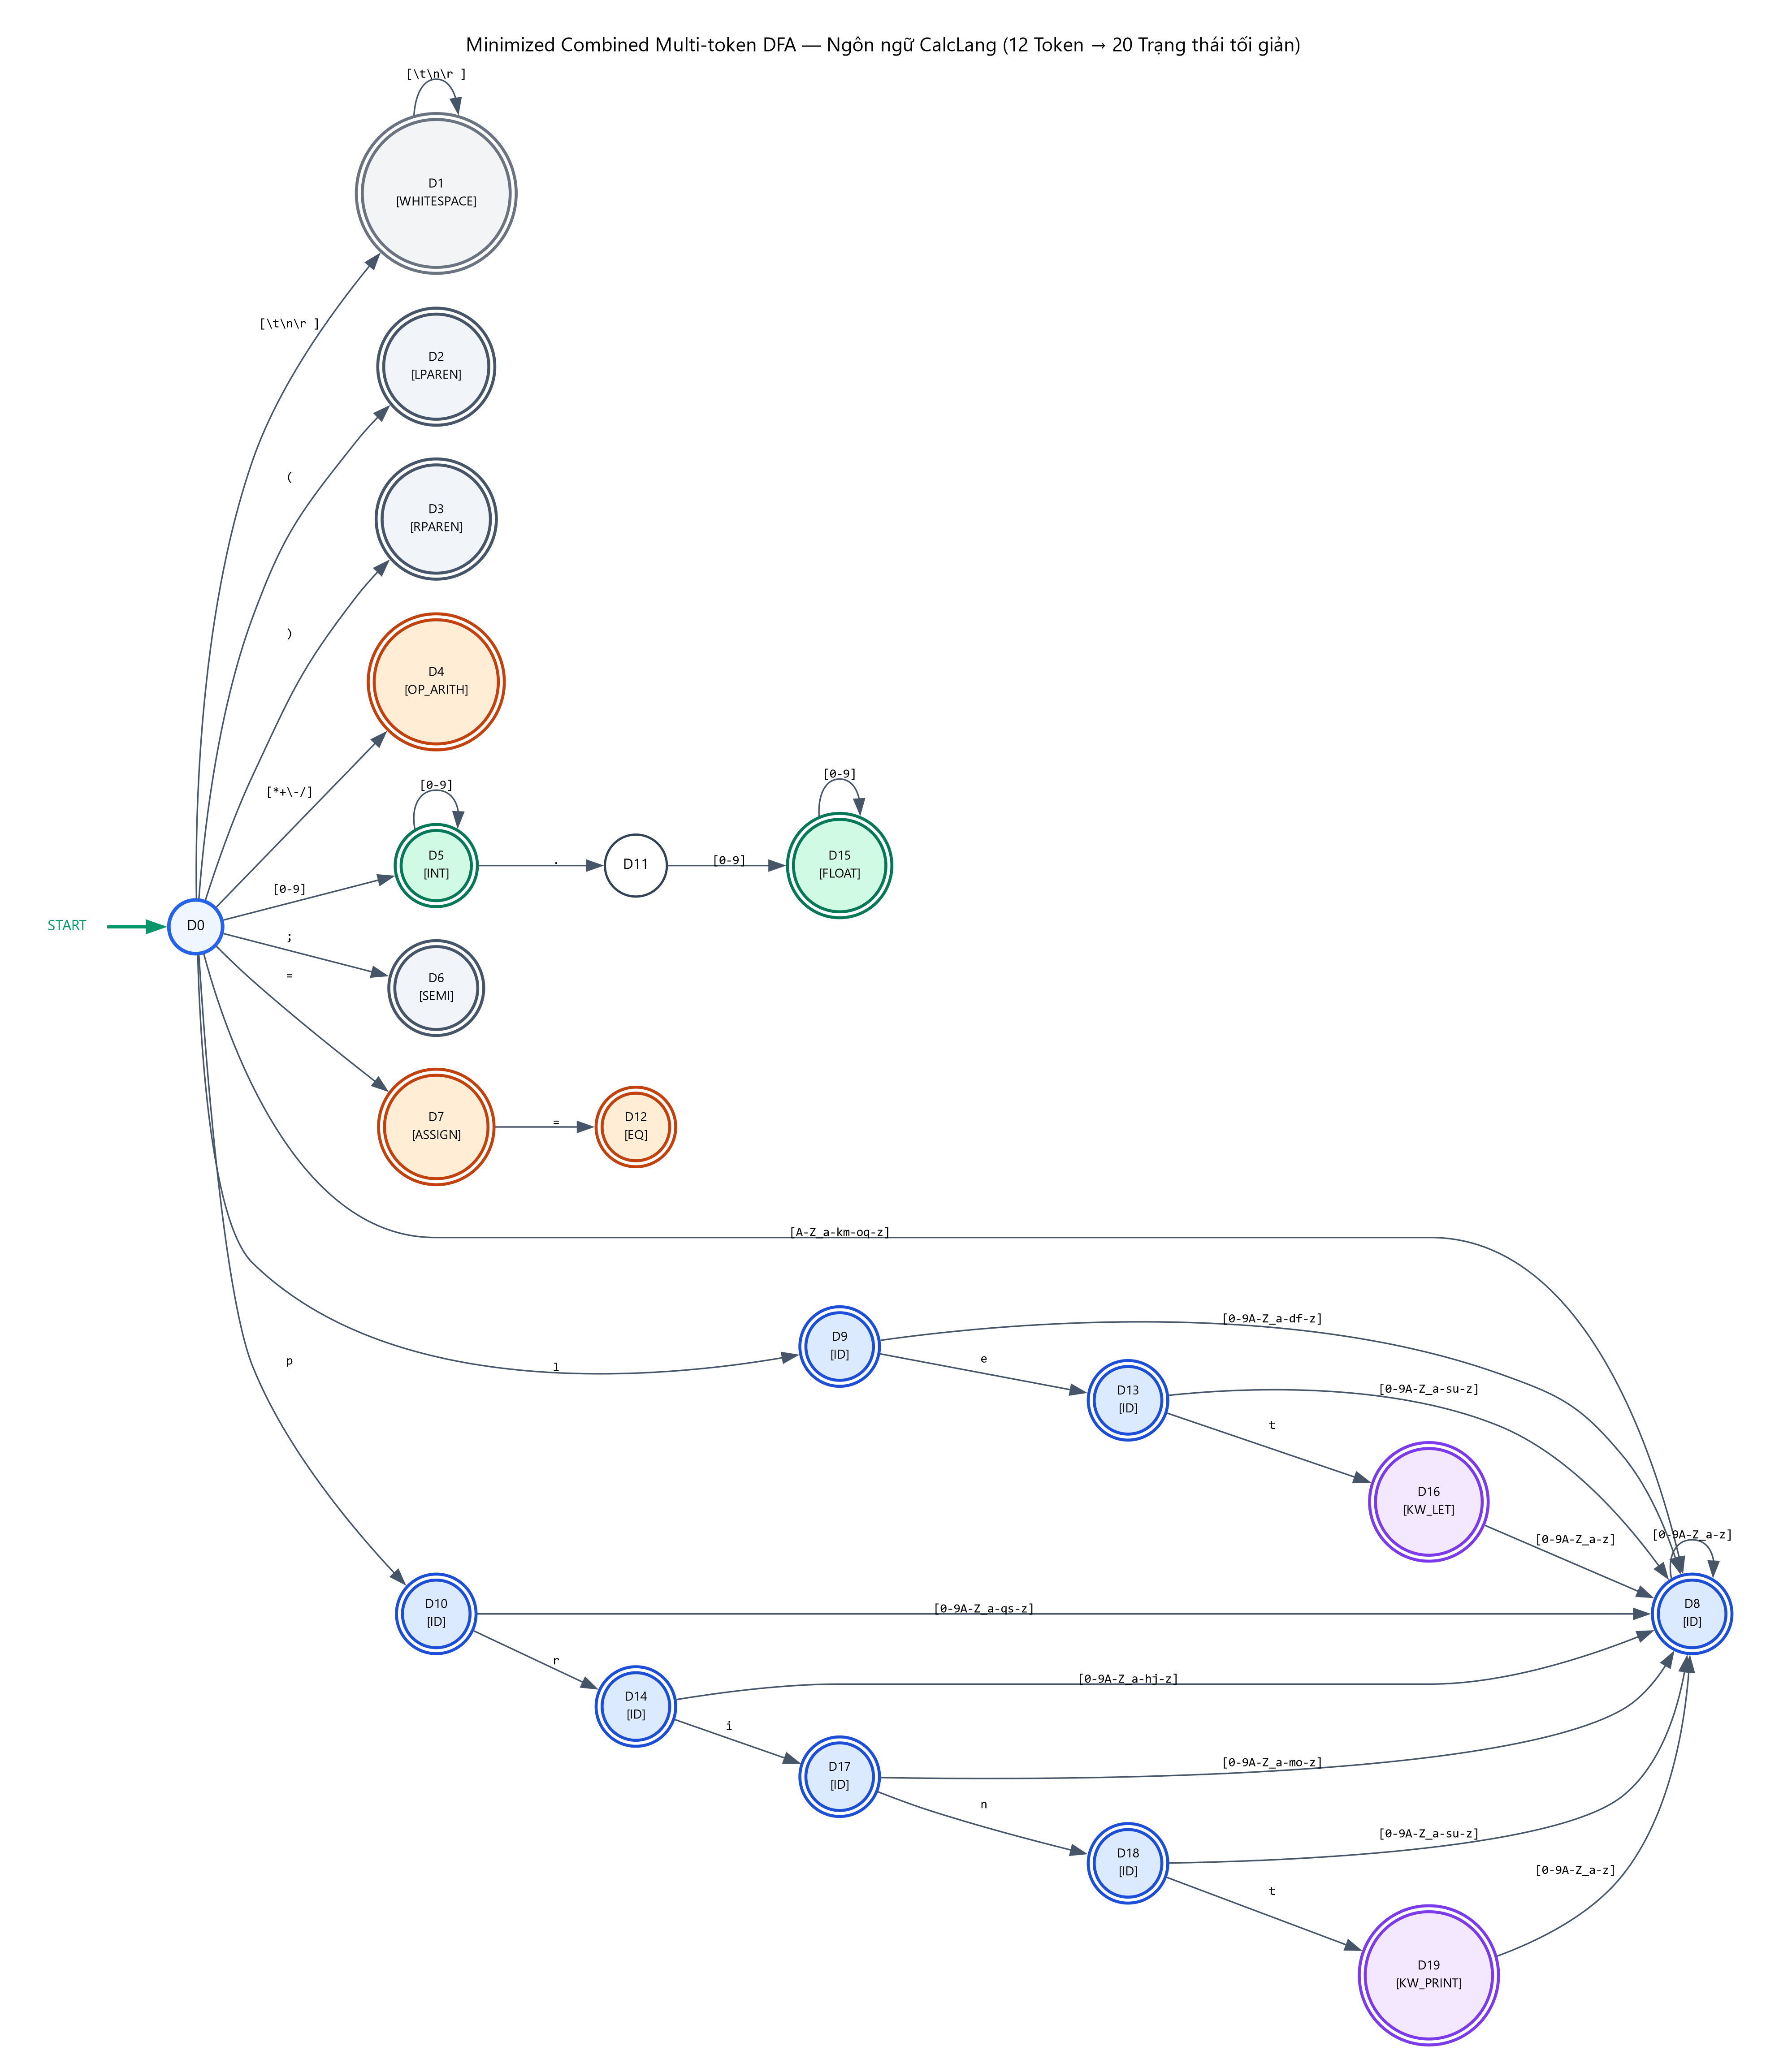 Minimized Combined Multi-token DFA — Ngôn ngữ CalcLang (12 Token → 20 Trạng thái tối giản)
[\t\n\r ]
D1
[WHITESPACE]
[\t\n\r ]
D2
[LPAREN]
(
D3
[RPAREN]
)
D4
[OP_ARITH]
[*+\-/]
[0-9]
[0-9]
D5
[INT]
.
D11
[0-9]
D15
[FLOAT]
[0-9]
START
D0
;
D6
[SEMI]
=
D7
[ASSIGN]
=
D12
[EQ]
[A-Z_a-km-oq-z]
D9
[ID]
[0-9A-Z_a-df-z]
l
e
p
D13
[ID]
[0-9A-Z_a-su-z]
t
D16
[KW_LET]
[0-9A-Z_a-z]
[0-9A-Z_a-z]
D10
[ID]
[0-9A-Z_a-qs-z]
D8
[ID]
r
D14
[ID]
[0-9A-Z_a-hj-z]
i
D17
[ID]
[0-9A-Z_a-mo-z]
n
D18
[ID]
[0-9A-Z_a-su-z]
t
[0-9A-Z_a-z]
D19
[KW_PRINT]